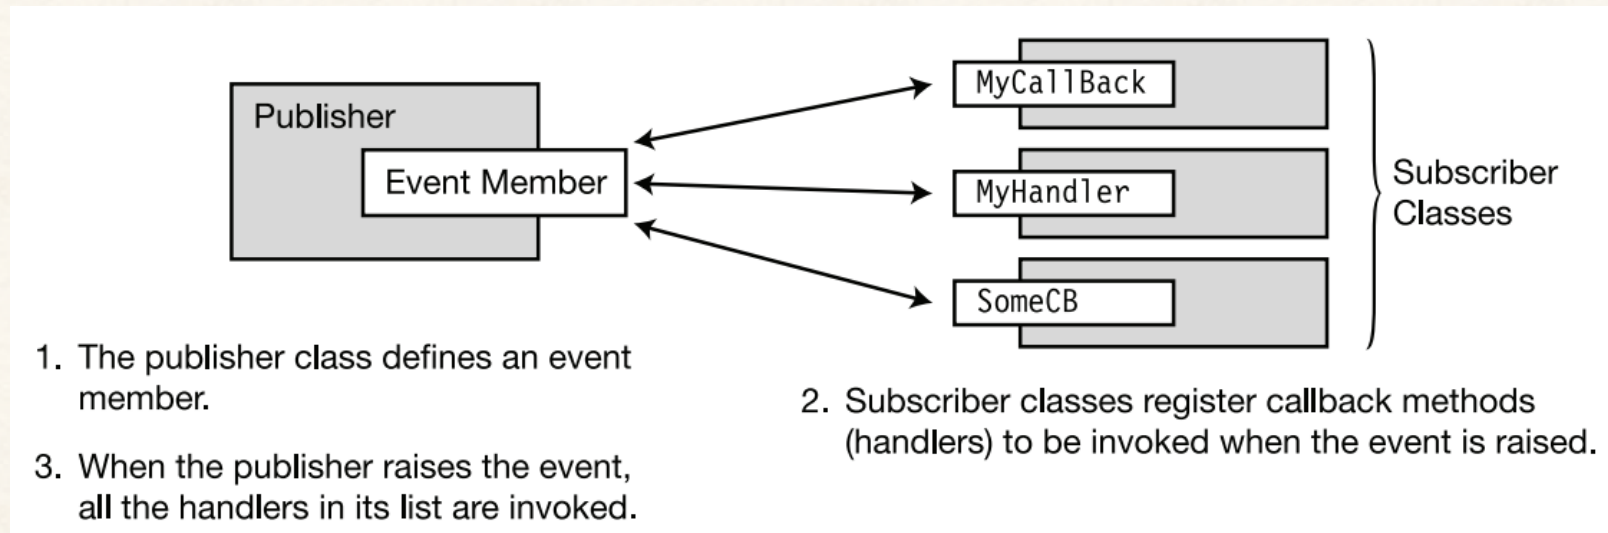 Publisher
Event Member
MyCallBack
MyHandler
SomeCB
Subscriber
Classes
1. The publisher class defines an event
member.
2. Subscriber classes register callback methods
(handlers) to be invoked when the event is raised.
3. When the publisher raises the event,
all the handlers in its list are invoked.